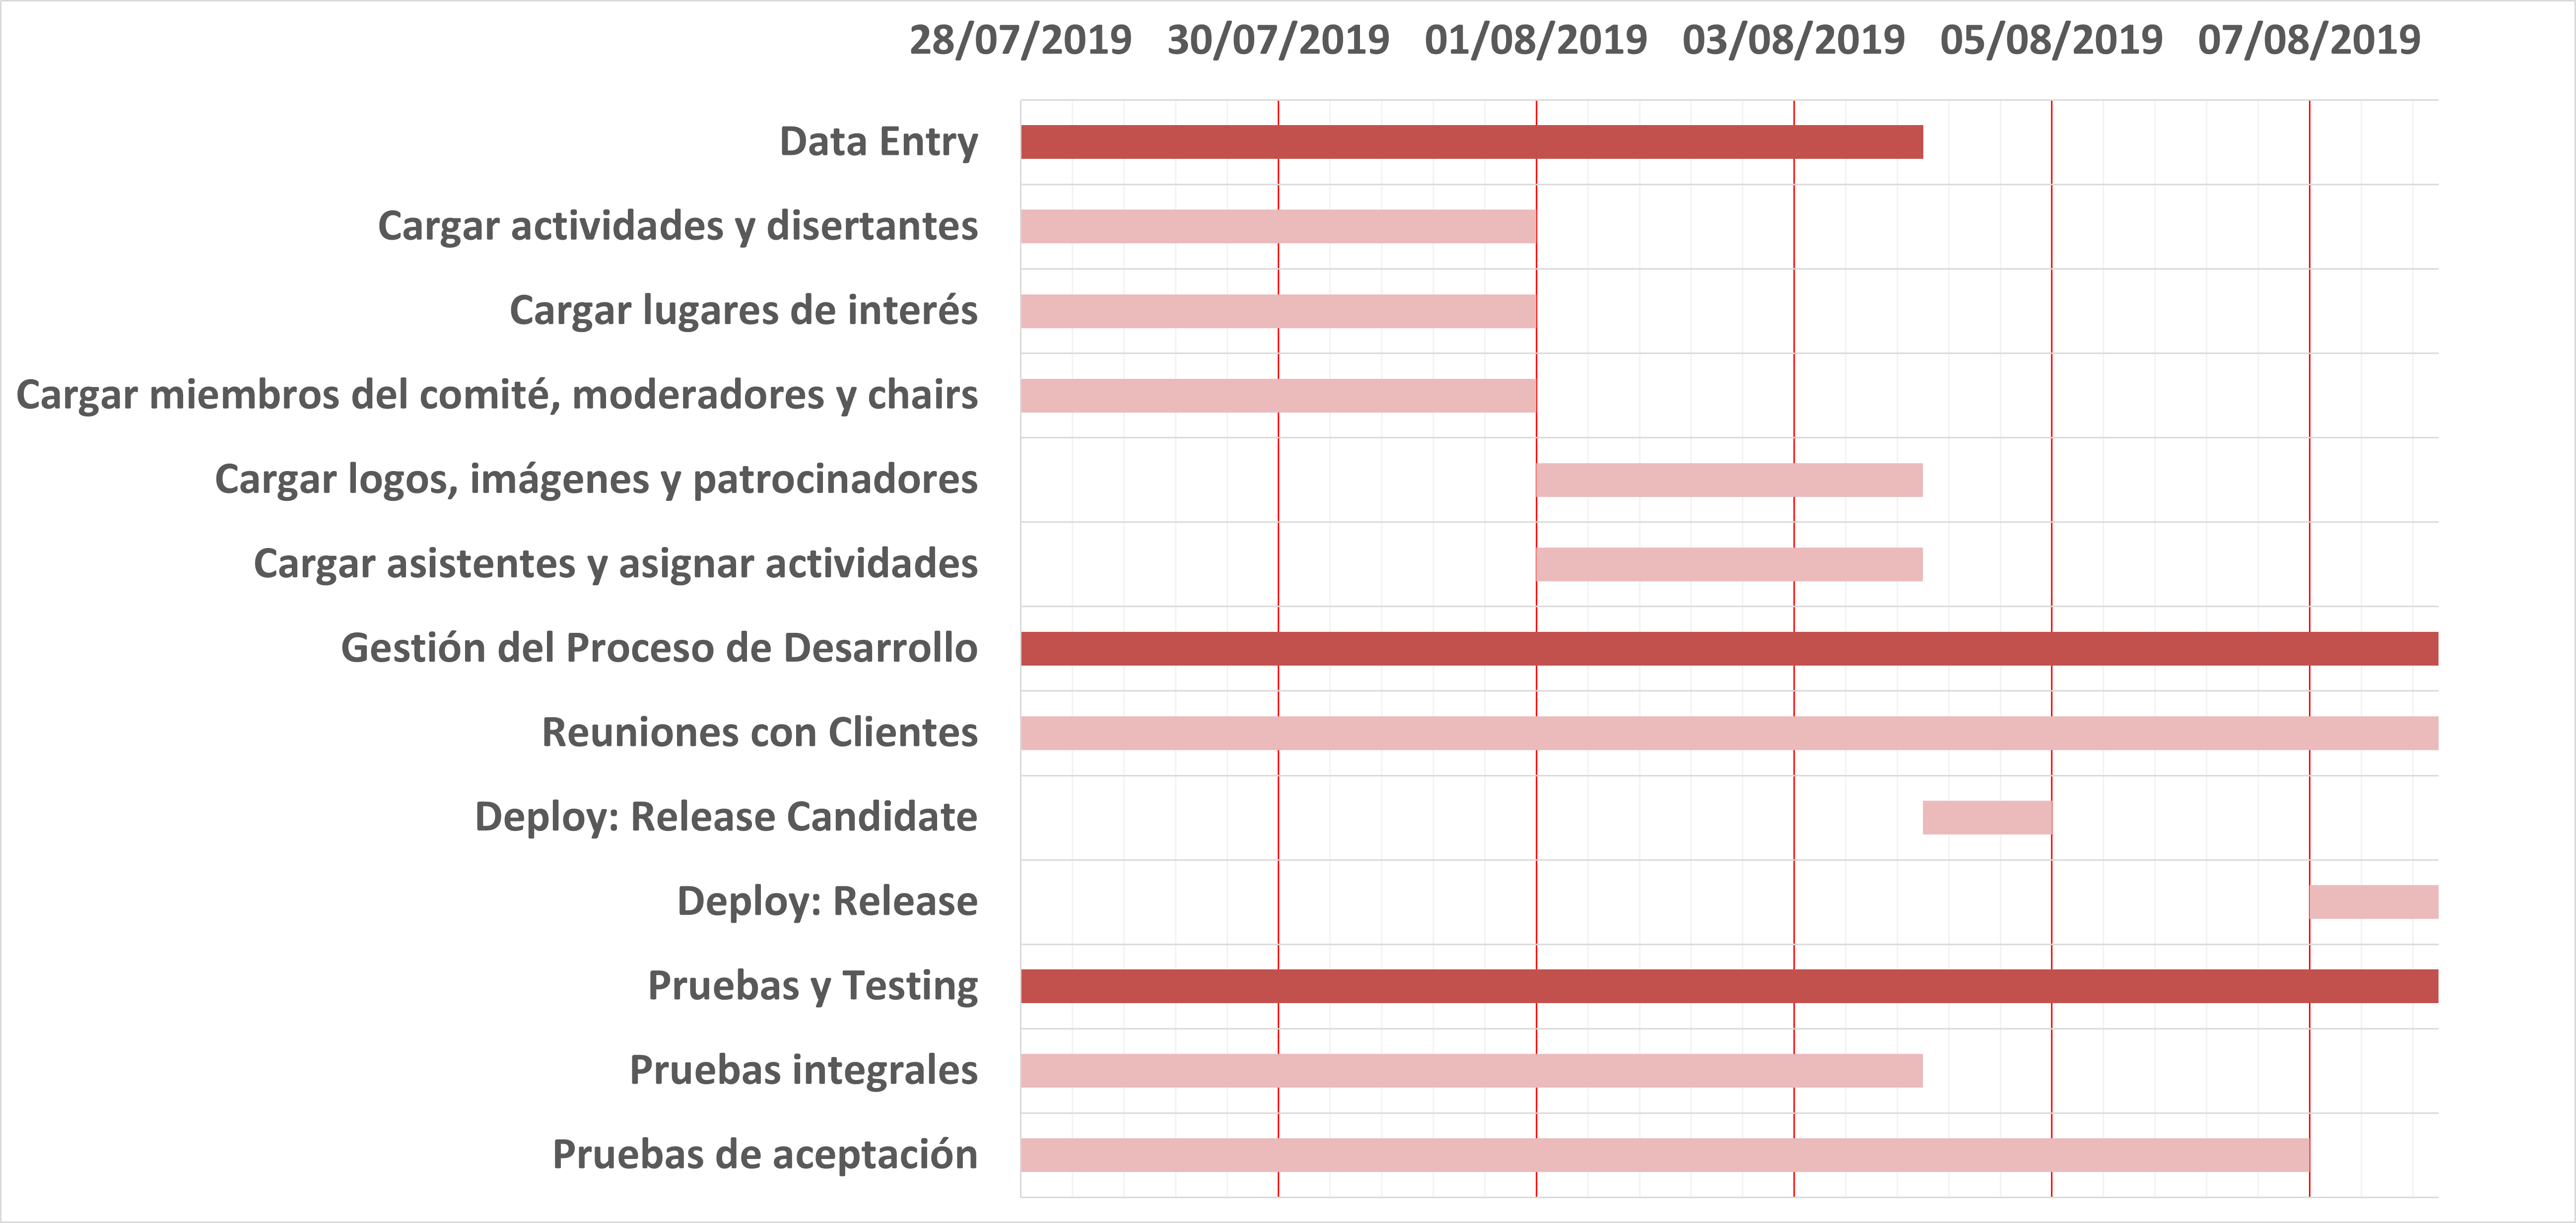 28/07/2019 30/07/2019 01/08/2019 03/08/2019 05/08/2019 07/08/2019
Data Entry
Cargar actividades y disertantes
Cargar lugares de interés
Cargar miembros del comité, moderadores y chairs
Cargar logos, imágenes y patrocinadores
Cargar asistentes y asignar actividades
Gestión del Proceso de Desarrollo
Reuniones con Clientes
Deploy: Release Candidate
Deploy: Release
Pruebas y Testing
Pruebas integrales
Pruebas de aceptación